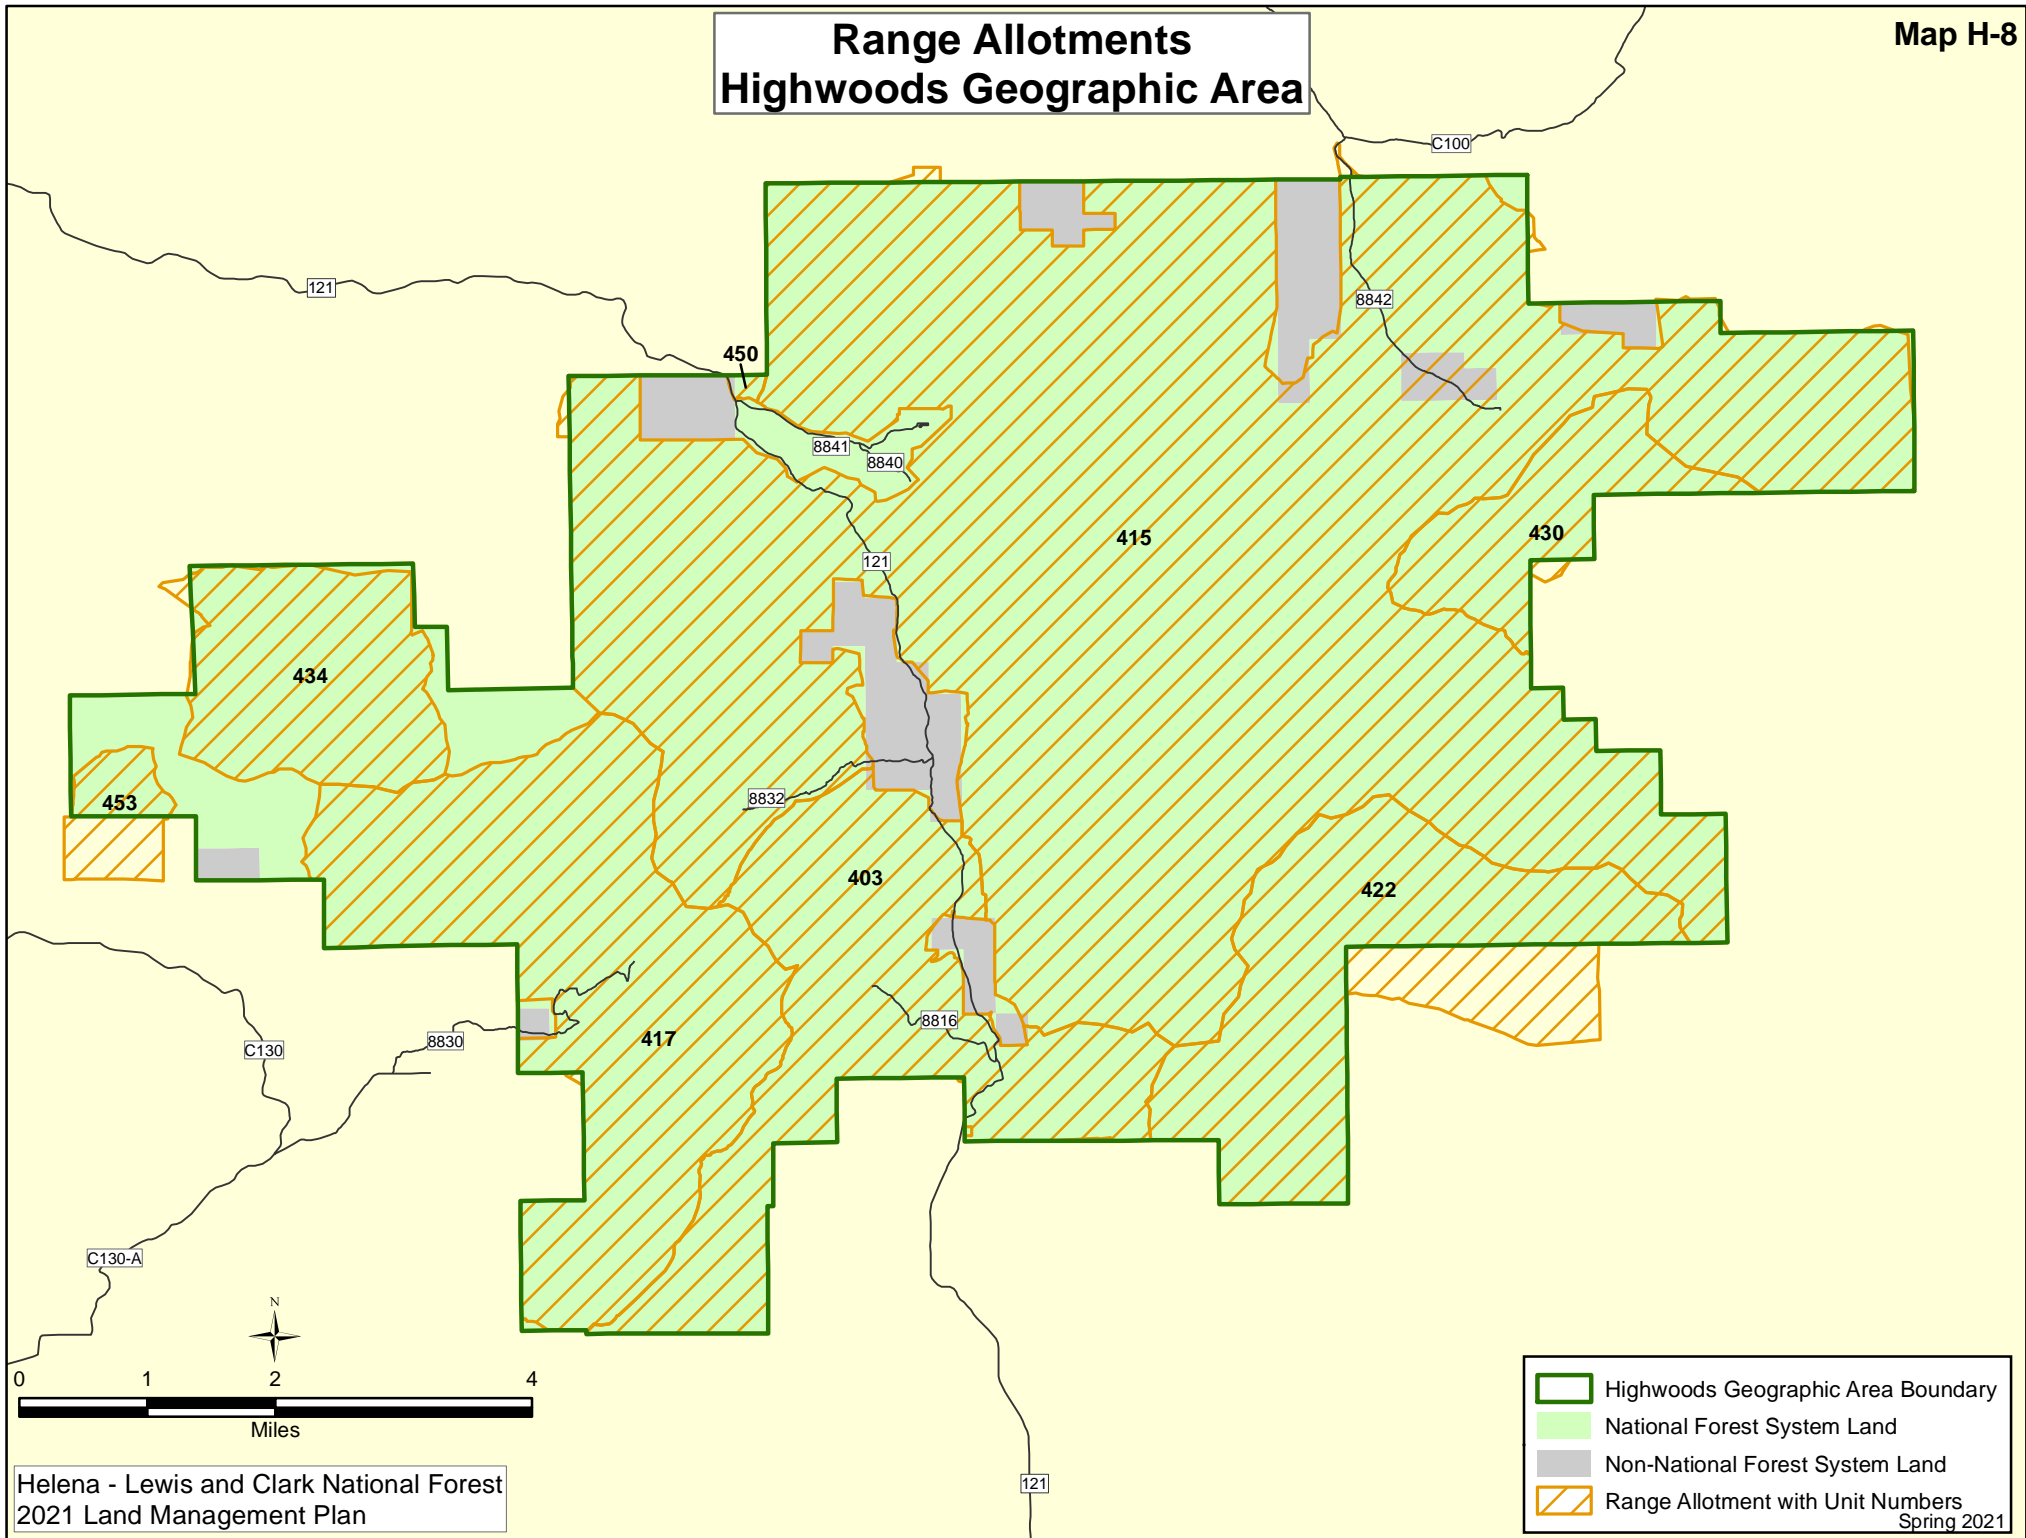 Range Allotments
Highwoods Geographic Area
Map H-8
C100
121
8842
450
8841
8840
415
430
121
434
453
8832
403
422
8816
417
C130
8830
C130-A
N
0 1 2 4
Miles
121
Helena - Lewis and Clark National Forest
2021 Land Management Plan
Highwoods Geographic Area Boundary
National Forest System Land
Non-National Forest System Land
Range Allotment with Unit Numbers
Spring 2021